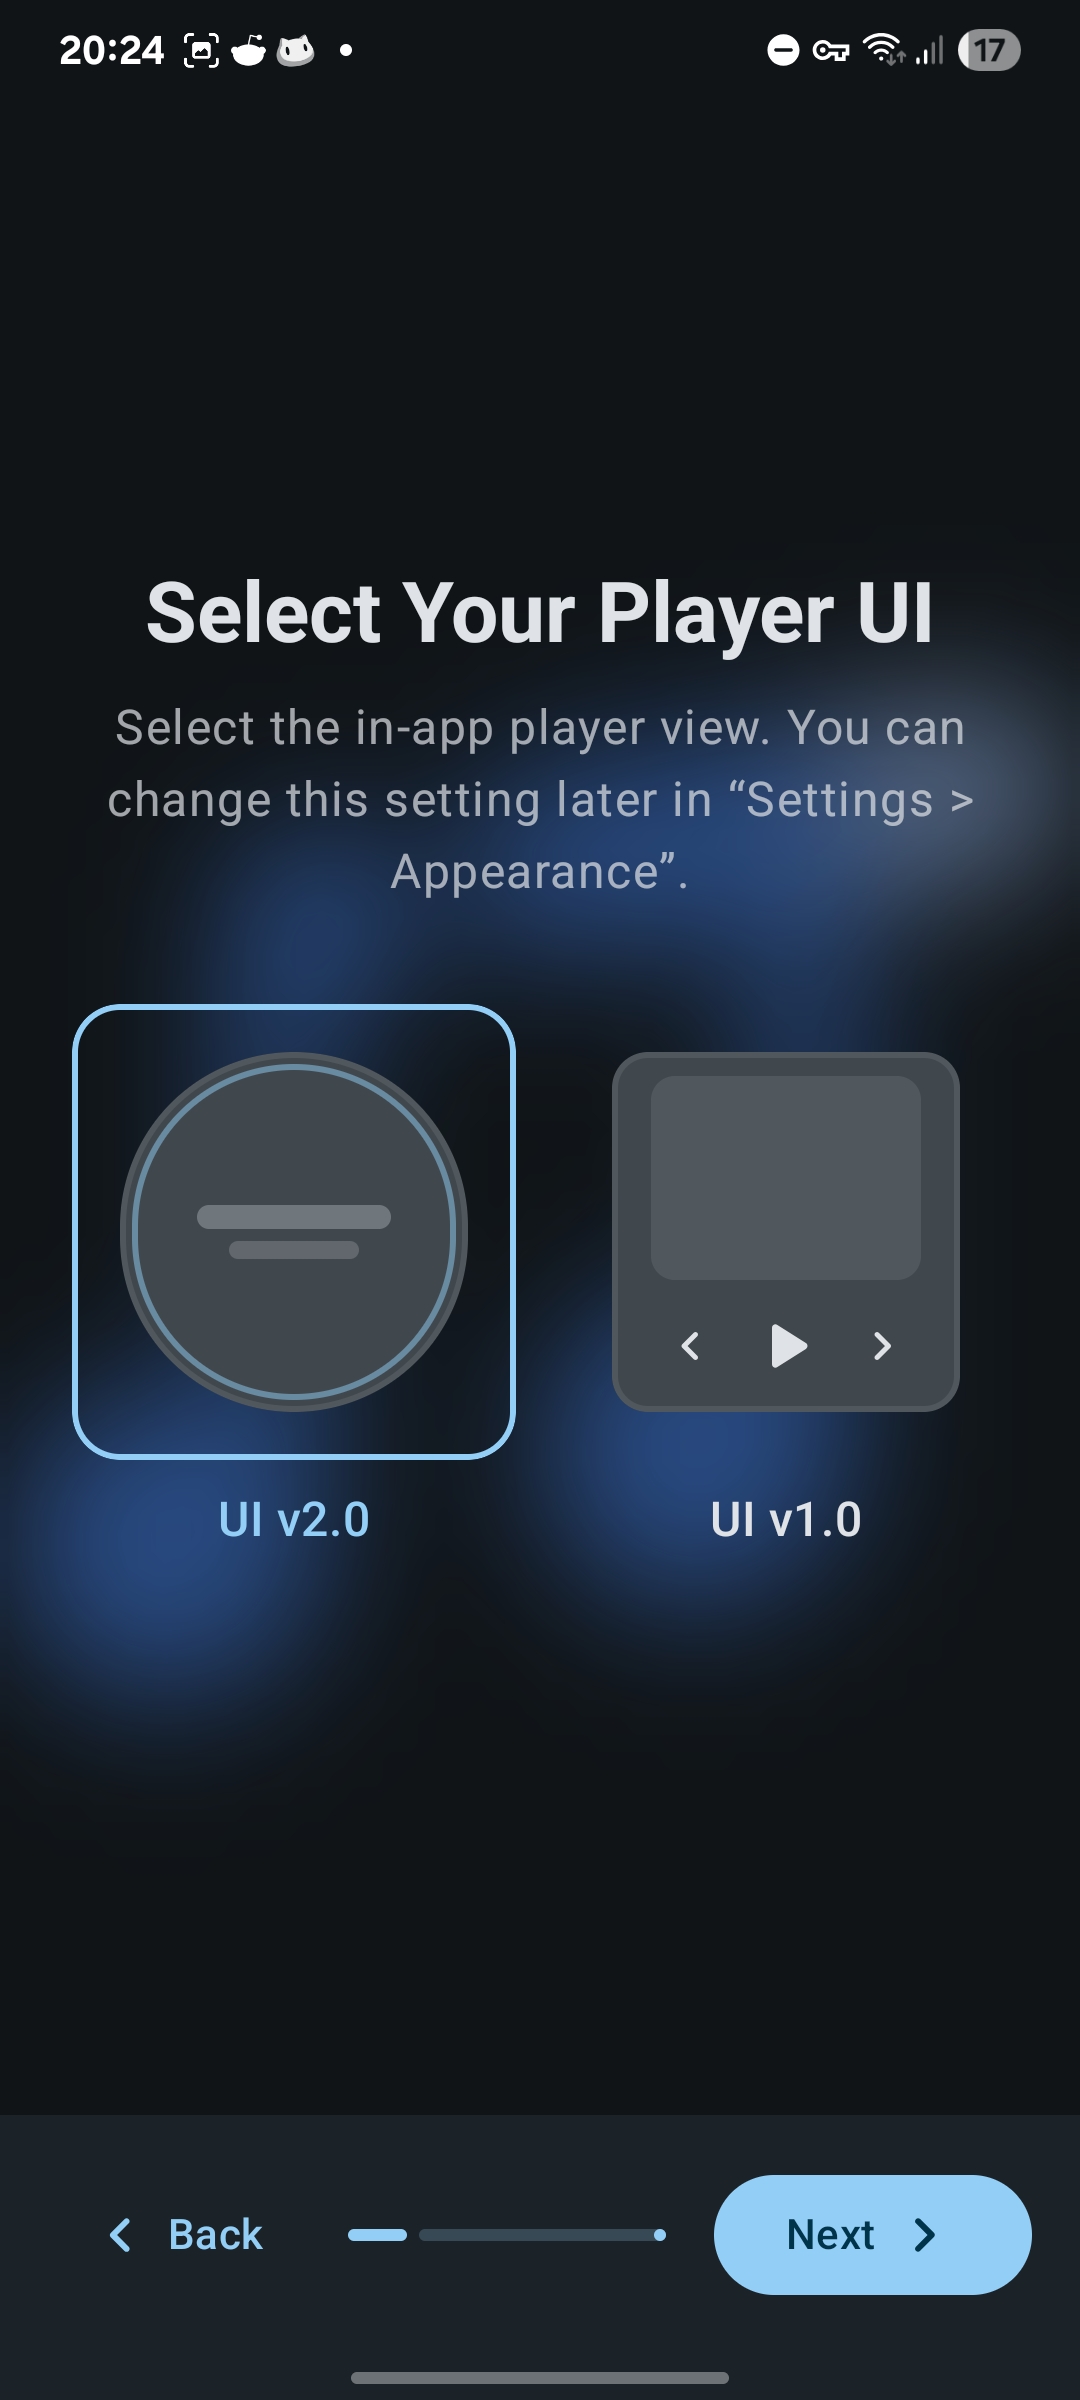 20:24
17
Select Your Player UI
Select the in-app player view. You can
change this setting later in “Settings >
Appearance”.
UI v2.0
UI v1.0
Back
Next